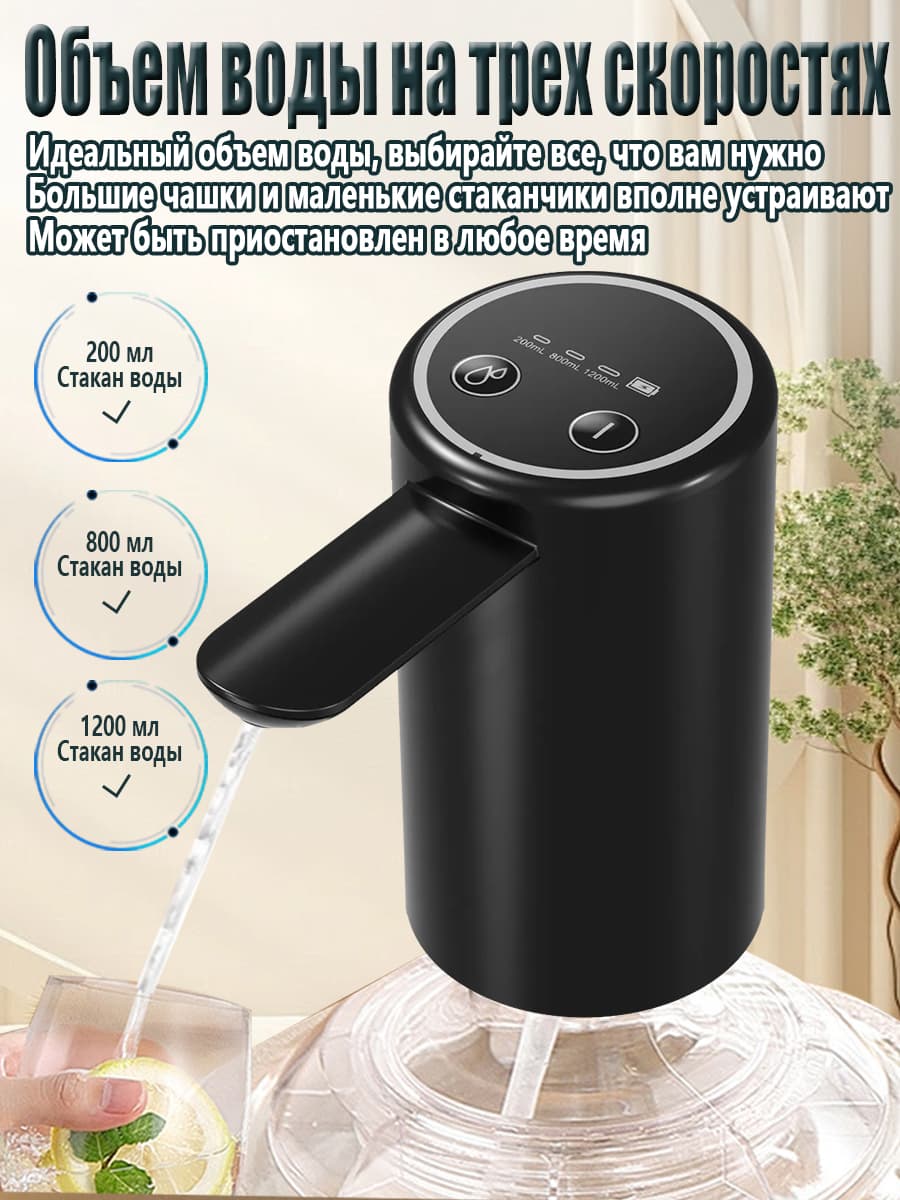 Объем воды на трех скоростях
Идеальный объем воды, выбирайте все, что вам нужно
Большие чашки и маленькие стаканчики вполне устраивают
Может быть приостановлен в любое время
200 мл
Стакан воды
800 мл
Стакан воды
1200 мл
Стакан воды
200mL 800mL 1200mL